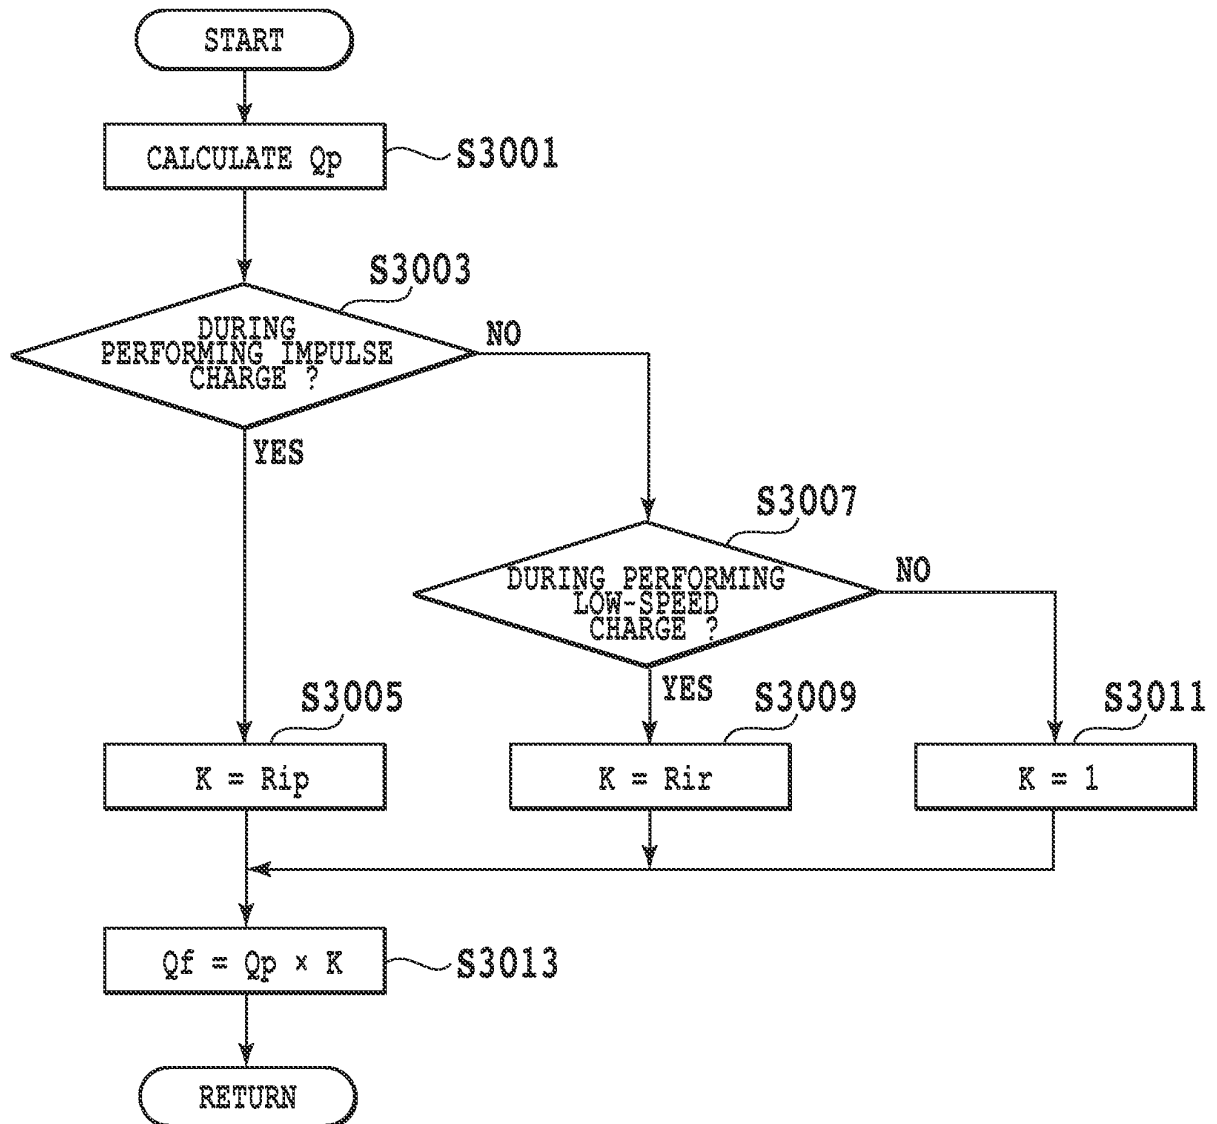 START
CALCULATE Qp
S3001
S3003
DURING
PERFORMING IMPULSE
CHARGE ?
NO
YES
S3007
DURING PERFORMING
LOW-SPEED
CHARGE ?
NO
YES
S3005
K = Rip
S3009
K = Rir
S3011
K = 1
Qf = Qp × K
S3013
RETURN